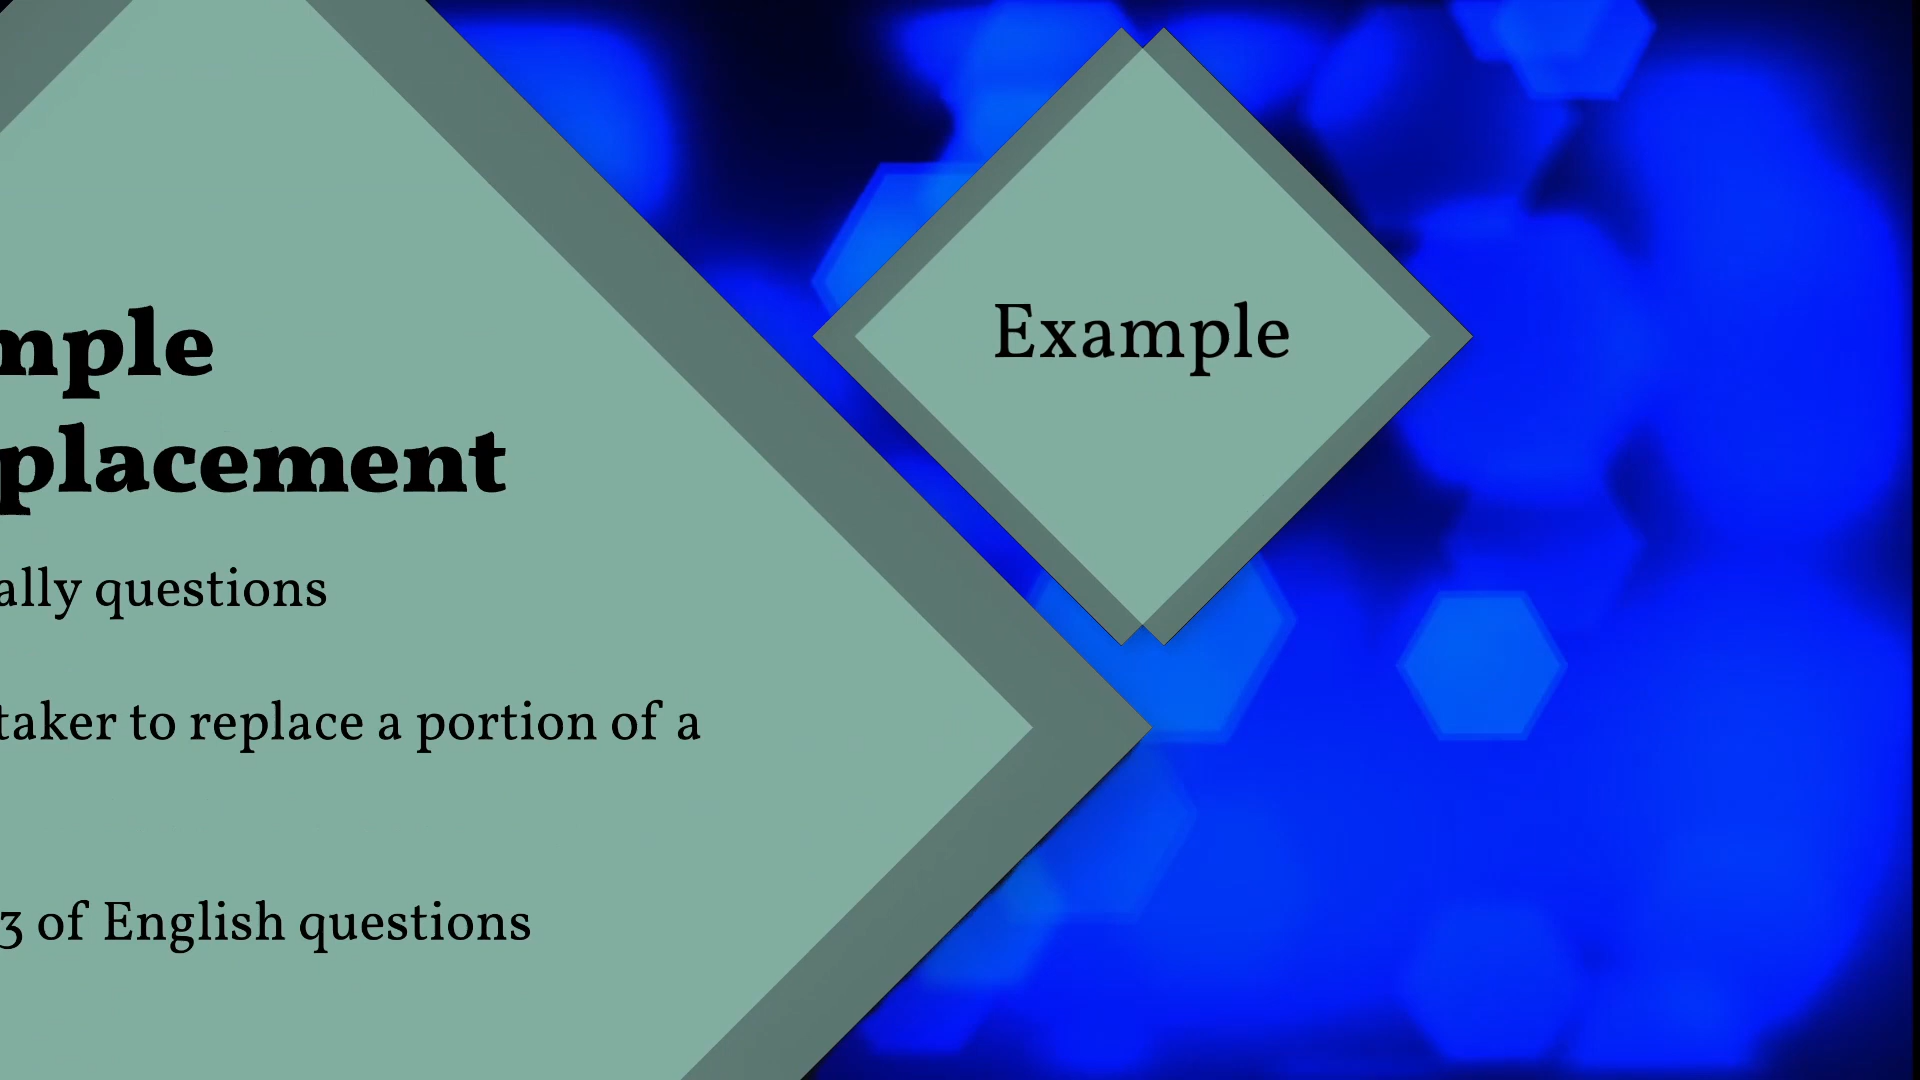 mple
placement
ally questions
taker to replace a portion of a
3 of English questions
Example